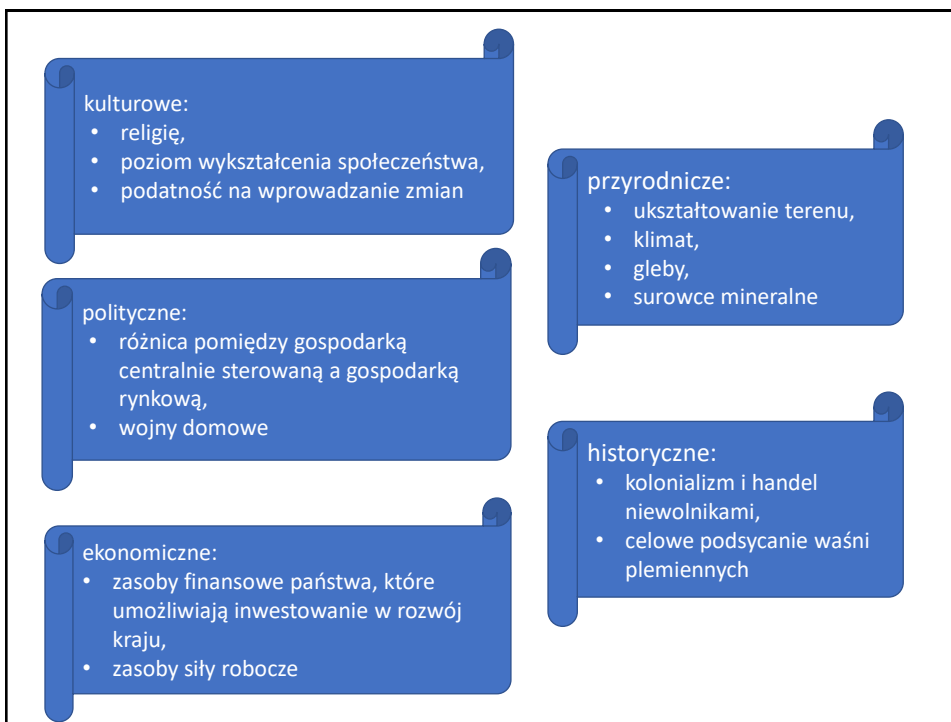 kulturowe:
• religię,
• poziom wykształcenia społeczeństwa,
• podatność na wprowadzanie zmian
polityczne:
• różnica pomiędzy gospodarką
centralnie sterowaną a gospodarką
rynkową,
• wojny domowe
ekonomiczne:
• zasoby finansowe państwa, które
umożliwiają inwestowanie w rozwój
kraju,
• zasoby siły robocze
przyrodnicze:
• ukształtowanie terenu,
• klimat,
• gleby,
• surowce mineralne
historyczne:
• kolonializm i handel
niewolnikami,
• celowe podsycanie waśni
plemiennych